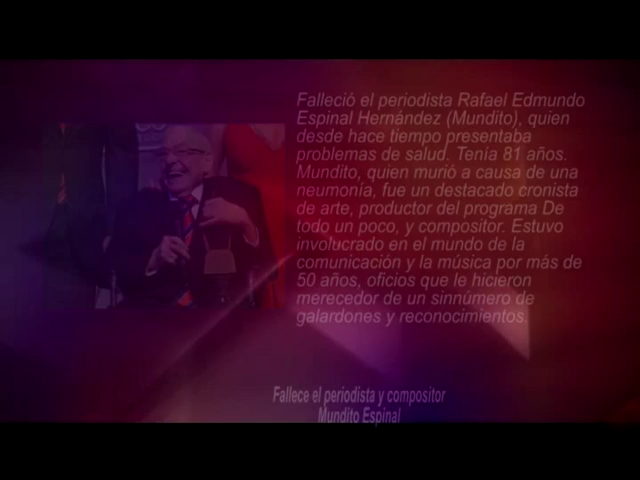 Falleció el periodista Rafael Edmundo
Espinal Hernández (Mundito), quien
desde hace tiempo presentaba
problemas de salud. Tenía 81 años.
Mundito, quien murió a causa de una
neumonía, fue un destacado cronista
de arte, productor del programa De
todo un poco, y compositor. Estuvo
involucrado en el mundo de la
comunicación y la música por más de
50 años, oficios que le hicieron
merecedor de un sinnúmero de
galardones y reconocimientos.
Fallece el periodista y compositor
Mundito Espinal